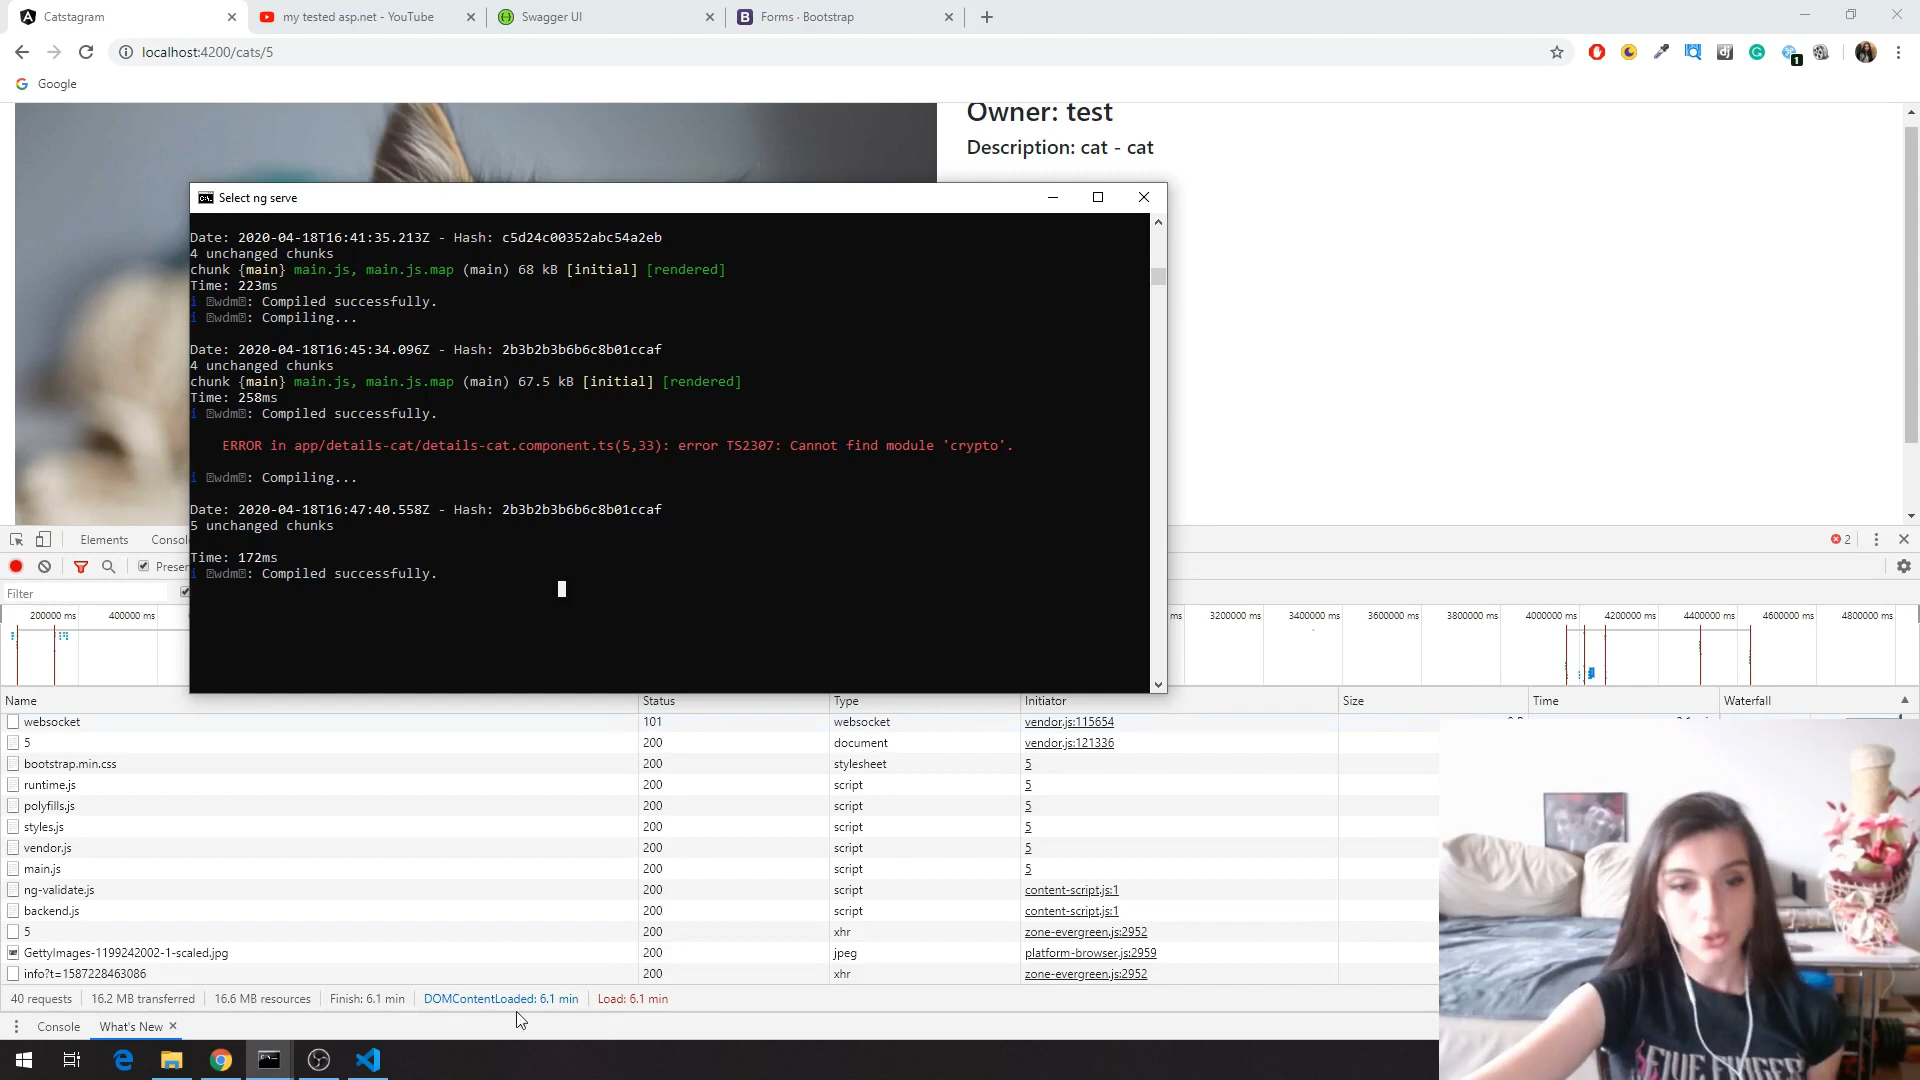 Catstagram
my tested asp.net - YouTube
Swagger UI
Forms · Bootstrap
localhost:4200/cats/5
1
Google
Owner: test
Description: cat - cat
Select ng serve
Date: 2020-04-18T16:41:35.213Z - Hash: c5d24c00352abc54a2eb
4 unchanged chunks
chunk {main} main.js, main.js.map (main) 68 kB [initial] [rendered]
Time: 223ms
i ｢wdm｣: Compiled successfully.
i ｢wdm｣: Compiling...
Date: 2020-04-18T16:45:34.096Z - Hash: 2b3b2b3b6b6c8b01ccaf
4 unchanged chunks
chunk {main} main.js, main.js.map (main) 67.5 kB [initial] [rendered]
Time: 258ms
i ｢wdm｣: Compiled successfully.
ERROR in app/details-cat/details-cat.component.ts(5,33): error TS2307: Cannot find module 'crypto'.
i ｢wdm｣: Compiling...
Date: 2020-04-18T16:47:40.558Z - Hash: 2b3b2b3b6b6c8b01ccaf
5 unchanged chunks
Time: 172ms
i ｢wdm｣: Compiled successfully.
Elements Consol
2
Preser
Filter
200000 ms 400000 ms ms 3200000 ms 3400000 ms 3600000 ms 3800000 ms 4000000 ms 4200000 ms 4400000 ms 4600000 ms 4800000 ms
Name Status Type Initiator Size Time Waterfall
websocket 101 websocket vendor.js:115654
5 200 document vendor.js:121336
bootstrap.min.css 200 stylesheet 5
runtime.js 200 script 5
polyfills.js 200 script 5
styles.js 200 script 5
vendor.js 200 script 5
main.js 200 script 5
ng-validate.js 200 script content-script.js:1
backend.js 200 script content-script.js:1
5 200 xhr zone-evergreen.js:2952
GettyImages-1199242002-1-scaled.jpg 200 jpeg platform-browser.js:2959
info?t=1587228463086 200 xhr zone-evergreen.js:2952
40 requests 16.2 MB transferred 16.6 MB resources Finish: 6.1 min DOMContentLoaded: 6.1 min Load: 6.1 min
Console What's New
FIVE FINGER